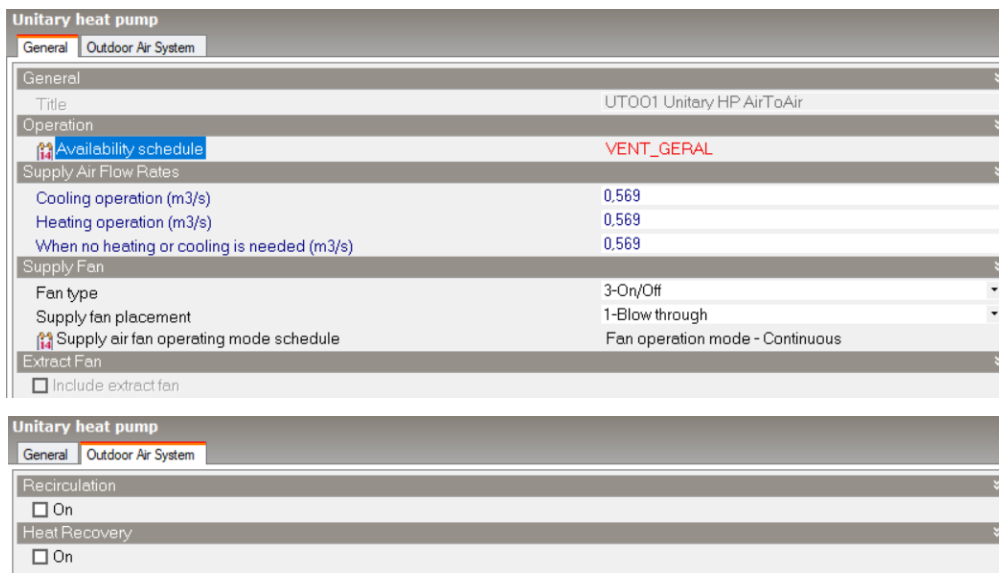 Unitary heat pump
General Outdoor Air System
General
Title UT001 Unitary HP AirToAir
Operation
Availability schedule VENT_GERAL
Supply Air Flow Rates
Cooling operation (m3/s) 0,569
Heating operation (m3/s) 0,569
When no heating or cooling is needed (m3/s) 0,569
Supply Fan
Fan type 3-On/Off
Supply fan placement 1-Blow through
Supply air fan operating mode schedule Fan operation mode - Continuous
Extract Fan
Include extract fan
Unitary heat pump
General Outdoor Air System
Recirculation
On
Heat Recovery
On